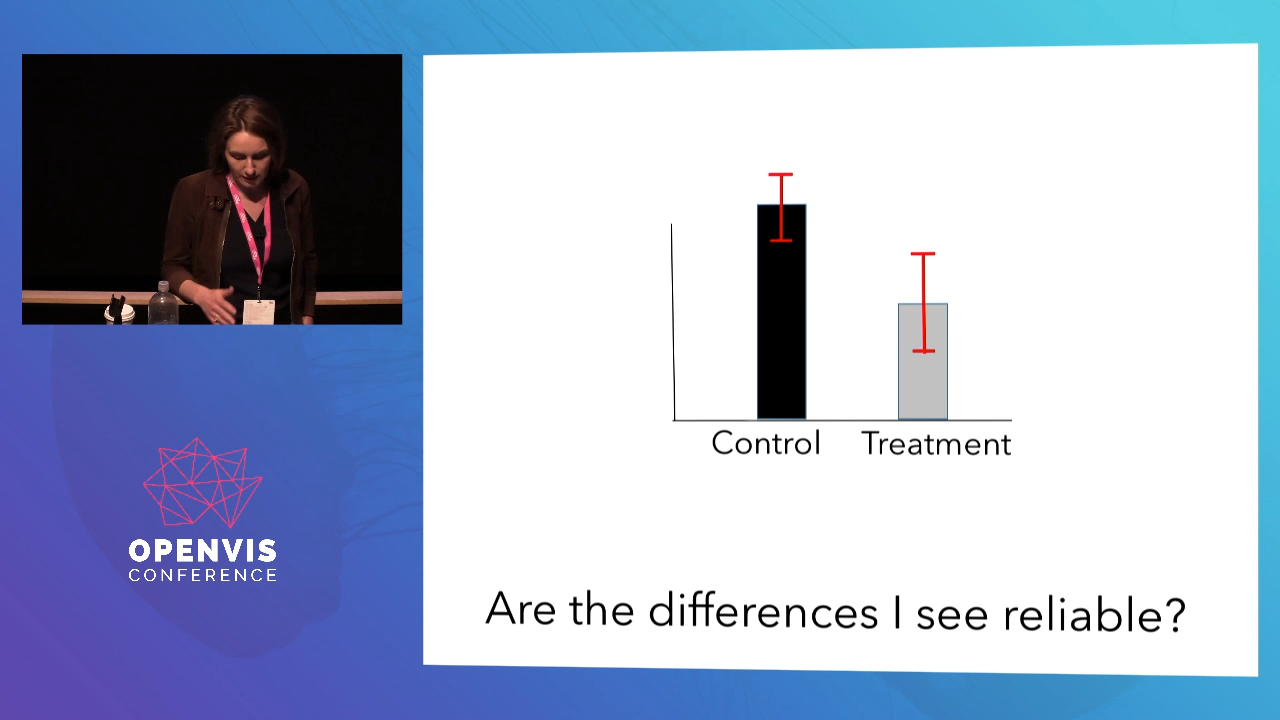 OPENVIS
CONFERENCE
Control Treatment
Are the differences I see reliable?